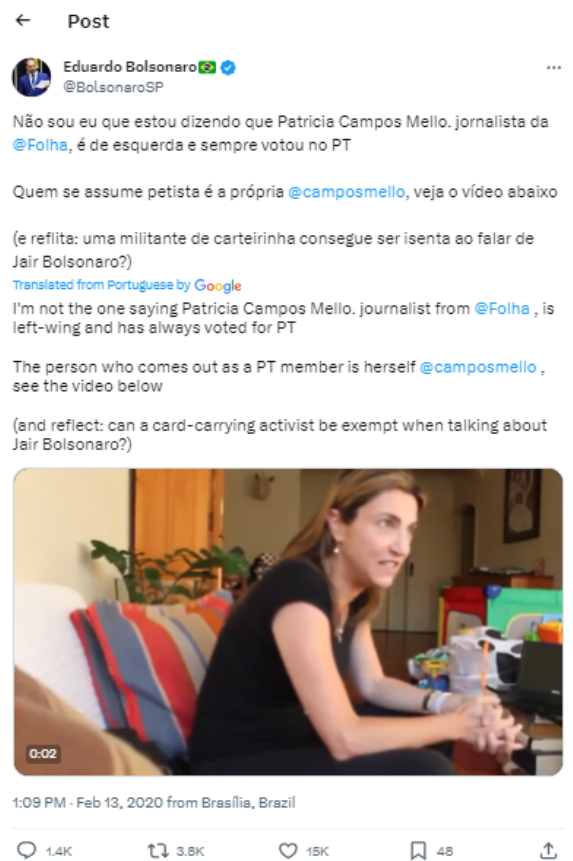 Post
Eduardo Bolsonaro🇧🇷
@BolsonaroSP
Não sou eu que estou dizendo que Patricia Campos Mello. jornalista da
@Folha, é de esquerda e sempre votou no PT
Quem se assume petista é a própria @camposmello, veja o vídeo abaixo
(e reflita: uma militante de carteirinha consegue ser isenta ao falar de
Jair Bolsonaro?)
Translated from Portuguese by Google
I'm not the one saying Patricia Campos Mello. journalist from @Folha , is
left-wing and has always voted for PT
The person who comes out as a PT member is herself @camposmello ,
see the video below
(and reflect: can a card-carrying activist be exempt when talking about
Jair Bolsonaro?)
0:02
1:09 PM · Feb 13, 2020 from Brasília, Brazil
1.4K 3.8K 15K 48